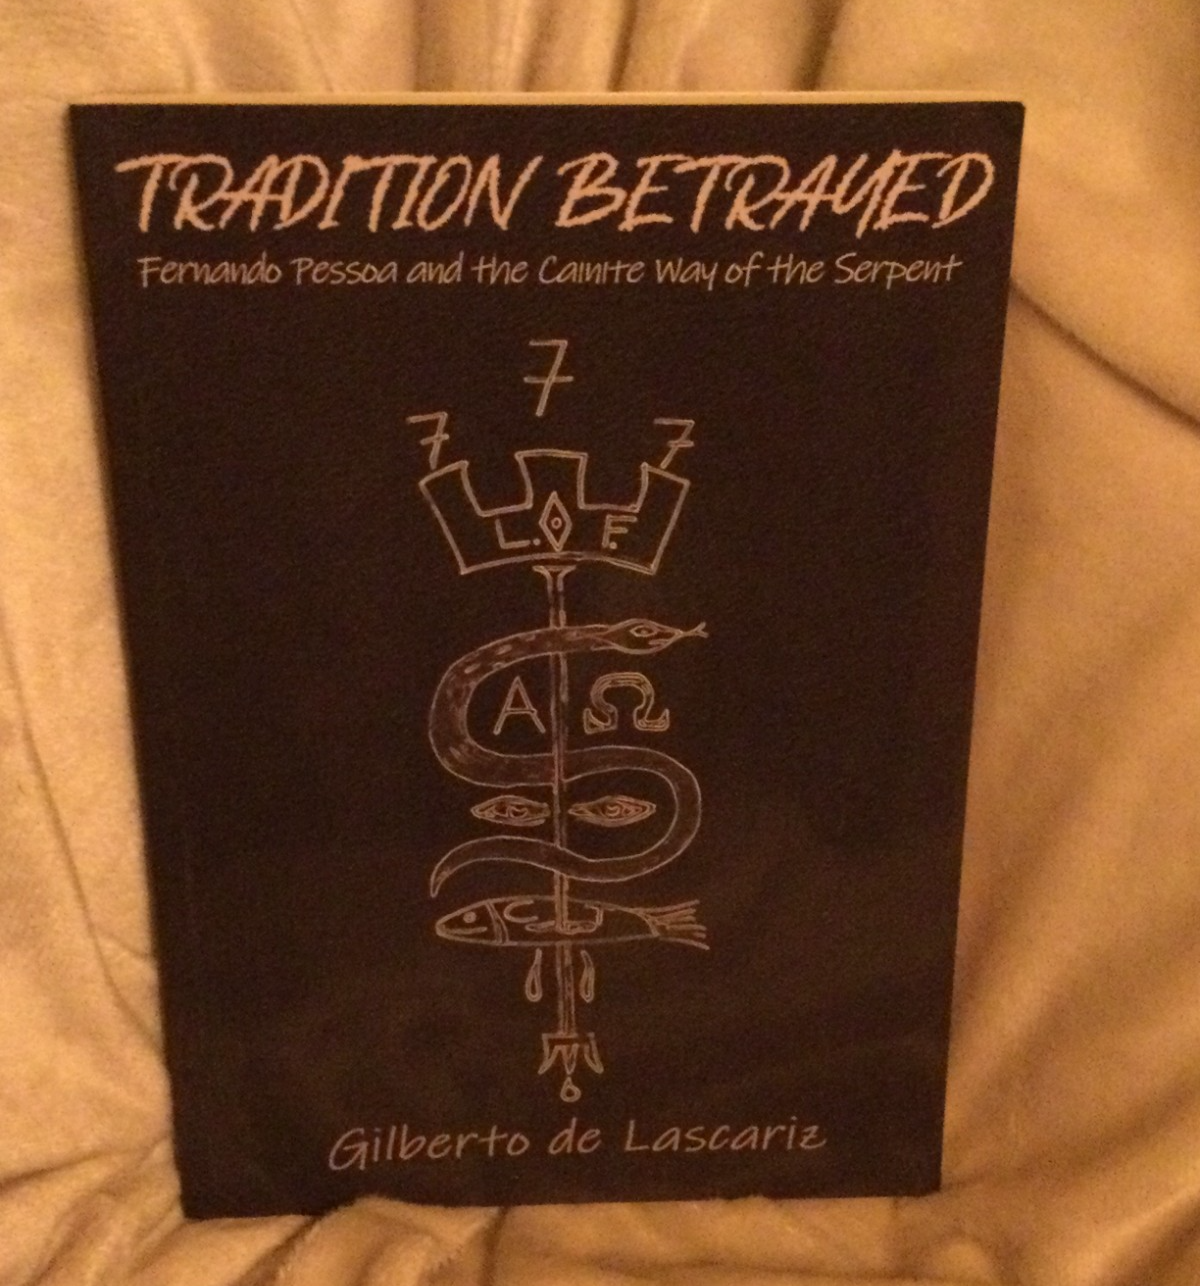 TRADITION BETRAYED
Fernando Pessoa and the Cainite Way of the Serpent
7
7 7
L. F.
A Ω
Gilberto de Lascariz